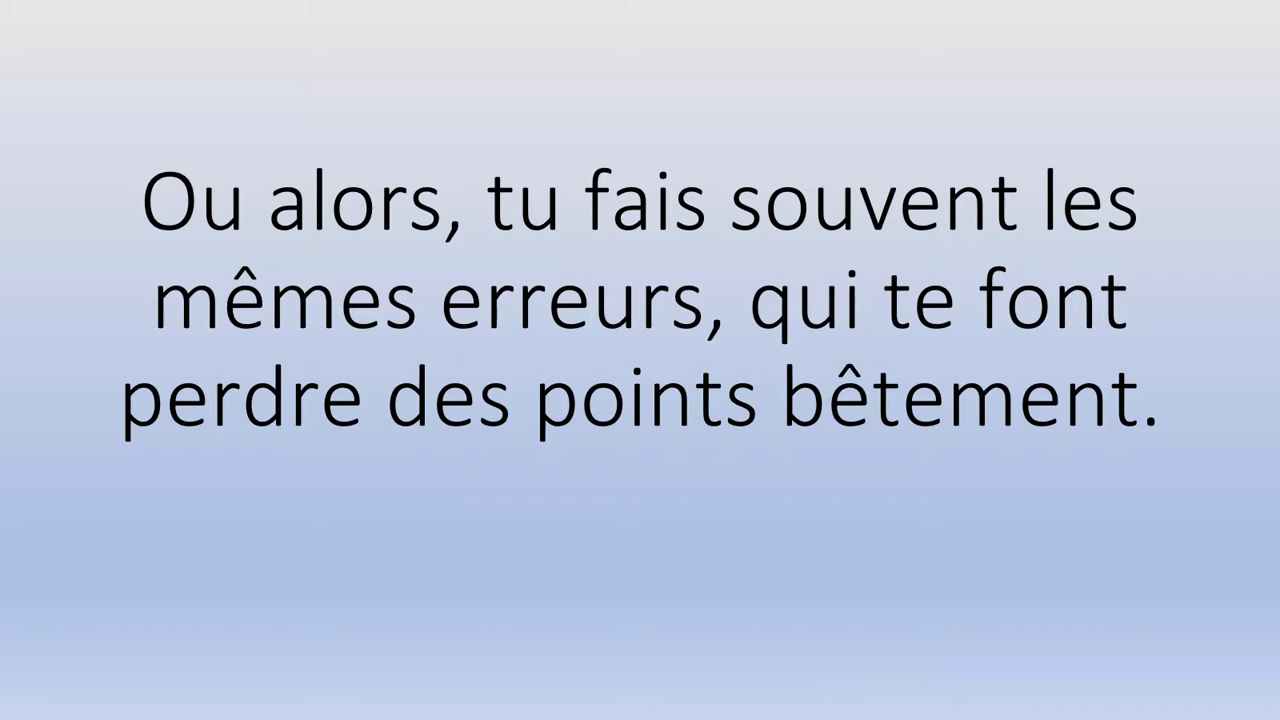 Ou alors, tu fais souvent les
mêmes erreurs, qui te font
perdre des points bêtement.